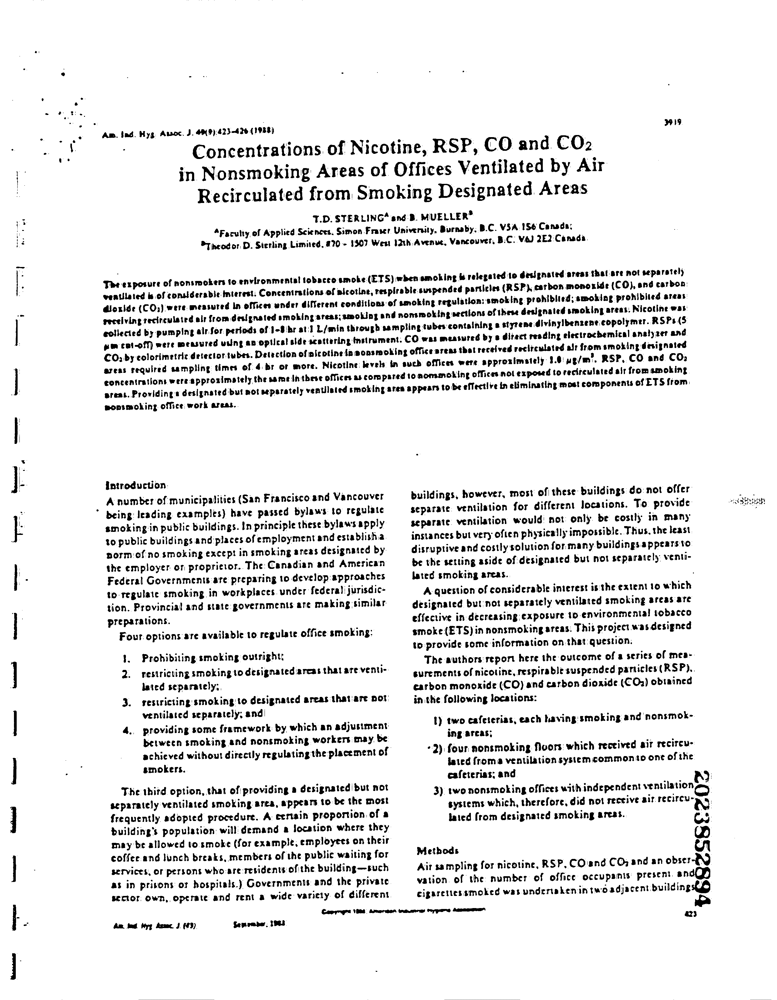 Am. Ind. Hyg. Assoc. J. 49(9):423-426 (1988)
3919
Concentrations of Nicotine, RSP, CO and CO₂
in Nonsmoking Areas of Offices Ventilated by Air
Recirculated from Smoking Designated Areas
T.D. STERLINGᴬ and B. MUELLERᴮ
ᴬFaculty of Applied Sciences, Simon Fraser University, Burnaby, B.C. V5A 1S6 Canada;
ᴮTheodor D. Sterling Limited, #70 - 1507 West 12th Avenue, Vancouver, B.C. V6J 2E2 Canada
The exposure of nonsmokers to environmental tobacco smoke (ETS) when smoking is relegated to designated areas that are not separately
ventilated is of considerable interest. Concentrations of nicotine, respirable suspended particles (RSP), carbon monoxide (CO), and carbon
dioxide (CO₂) were measured in offices under different conditions of smoking regulation: smoking prohibited; smoking prohibited areas
receiving recirculated air from designated smoking areas; smoking and nonsmoking sections of these designated smoking areas. Nicotine was
collected by pumping air for periods of 1-8 hr at 1 L/min through sampling tubes containing a styrene divinylbenzene copolymer. RSPs (5
µm cut-off) were measured using an optical side scattering instrument. CO was measured by a direct reading electrochemical analyzer and
CO₂ by colorimetric detector tubes. Detection of nicotine in nonsmoking office areas that received recirculated air from smoking designated
areas required sampling times of 4 hr or more. Nicotine levels in such offices were approximately 1.0 µg/m³. RSP, CO and CO₂
concentrations were approximately the same in these offices as compared to nonsmoking offices not exposed to recirculated air from smoking
areas. Providing a designated but not separately ventilated smoking area appears to be effective in eliminating most components of ETS from
nonsmoking office work areas.
Introduction
A number of municipalities (San Francisco and Vancouver
being leading examples) have passed bylaws to regulate
smoking in public buildings. In principle these bylaws apply
to public buildings and places of employment and establish a
norm of no smoking except in smoking areas designated by
the employer or proprietor. The Canadian and American
Federal Governments are preparing to develop approaches
to regulate smoking in workplaces under federal jurisdic-
tion. Provincial and state governments are making similar
preparations.
Four options are available to regulate office smoking:
1. Prohibiting smoking outright;
2. restricting smoking to designated areas that are venti-
lated separately;
3. restricting smoking to designated areas that are not
ventilated separately; and
4. providing some framework by which an adjustment
between smoking and nonsmoking workers may be
achieved without directly regulating the placement of
smokers.
The third option, that of providing a designated but not
separately ventilated smoking area, appears to be the most
frequently adopted procedure. A certain proportion of a
building's population will demand a location where they
may be allowed to smoke (for example, employees on their
coffee and lunch breaks, members of the public waiting for
services, or persons who are residents of the building—such
as in prisons or hospitals.) Governments and the private
sector own, operate and rent a wide variety of different
buildings, however, most of these buildings do not offer
separate ventilation for different locations. To provide
separate ventilation would not only be costly in many
instances but very often physically impossible. Thus, the least
disruptive and costly solution for many buildings appears to
be the setting aside of designated but not separately venti-
lated smoking areas.
A question of considerable interest is the extent to which
designated but not separately ventilated smoking areas are
effective in decreasing exposure to environmental tobacco
smoke (ETS) in nonsmoking areas. This project was designed
to provide some information on that question.
The authors report here the outcome of a series of mea-
surements of nicotine, respirable suspended particles (RSP),
carbon monoxide (CO) and carbon dioxide (CO₂) obtained
in the following locations:
1) two cafeterias, each having smoking and nonsmok-
ing areas;
2) four nonsmoking floors which received air recircu-
lated from a ventilation system common to one of the
cafeterias; and
3) two nonsmoking offices with independent ventilation
systems which, therefore, did not receive air recircu-
lated from designated smoking areas.
Methods
Air sampling for nicotine, RSP, CO and CO₂ and an obser-
vation of the number of office occupants present and
cigarettes smoked was undertaken in two adjacent buildings
2023852894
Copyright 1988 American Industrial Hygiene Association
Am. Ind. Hyg. Assoc. J. (49)
September, 1988
423